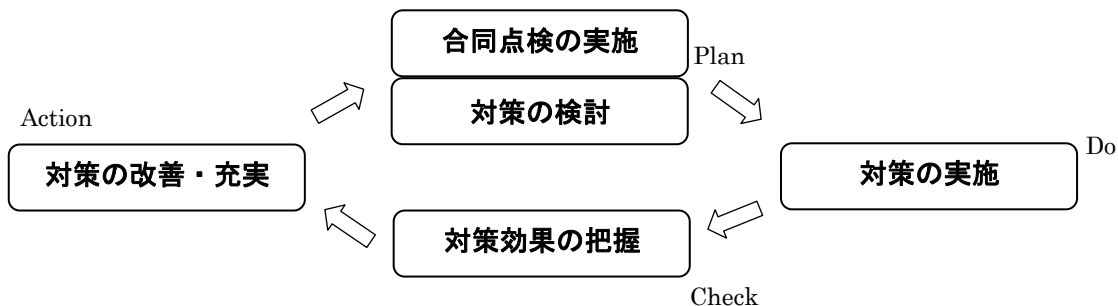 合同点検の実施
Plan
対策の検討
Action
Do
対策の改善・充実
対策の実施
対策効果の把握
Check